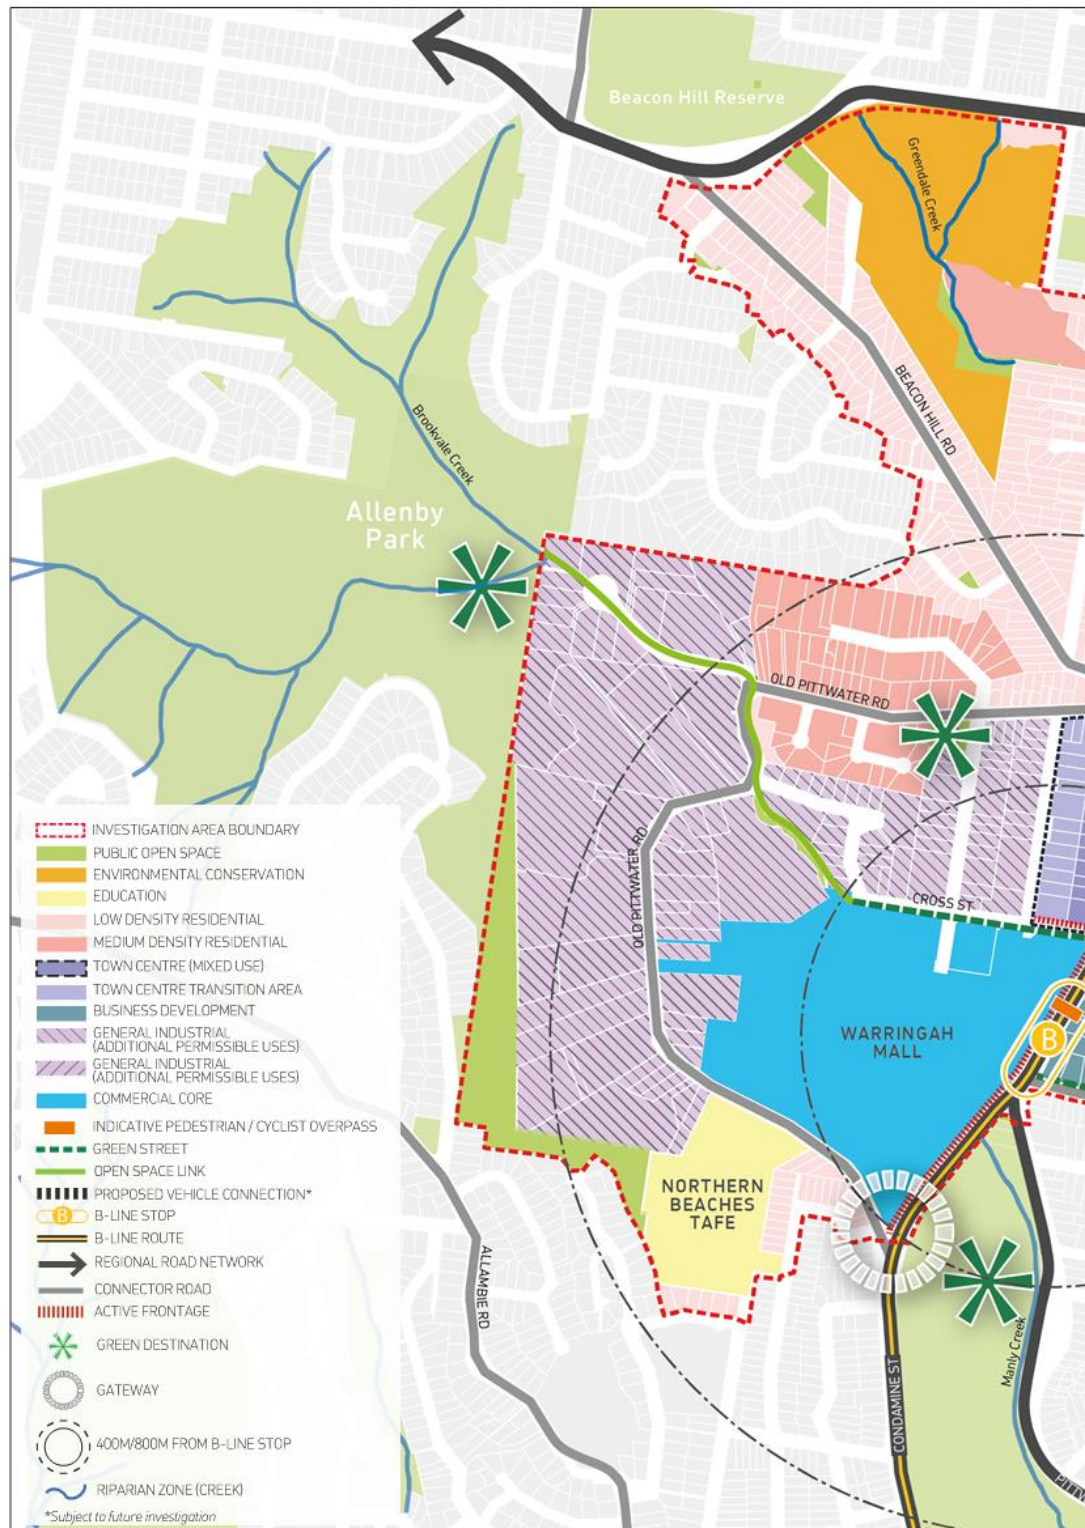 Beacon Hill Reserve
Greendale Creek
BEACON HILL RD
Brookvale Creek
Allenby
Park
OLD PITTWATER RD
OLD PITTWATER RD
CROSS ST
WARRINGAH
MALL
B
NORTHERN
BEACHES
TAFE
ALLAMBIE RD
CONDAMINE ST
Manly Creek
INVESTIGATION AREA BOUNDARY
PUBLIC OPEN SPACE
ENVIRONMENTAL CONSERVATION
EDUCATION
LOW DENSITY RESIDENTIAL
MEDIUM DENSITY RESIDENTIAL
TOWN CENTRE (MIXED USE)
TOWN CENTRE TRANSITION AREA
BUSINESS DEVELOPMENT
GENERAL INDUSTRIAL
(ADDITIONAL PERMISSIBLE USES)
GENERAL INDUSTRIAL
(ADDITIONAL PERMISSIBLE USES)
COMMERCIAL CORE
INDICATIVE PEDESTRIAN / CYCLIST OVERPASS
GREEN STREET
OPEN SPACE LINK
PROPOSED VEHICLE CONNECTION*
B B-LINE STOP
B-LINE ROUTE
REGIONAL ROAD NETWORK
CONNECTOR ROAD
ACTIVE FRONTAGE
GREEN DESTINATION
GATEWAY
400M/800M FROM B-LINE STOP
RIPARIAN ZONE (CREEK)
*Subject to future investigation